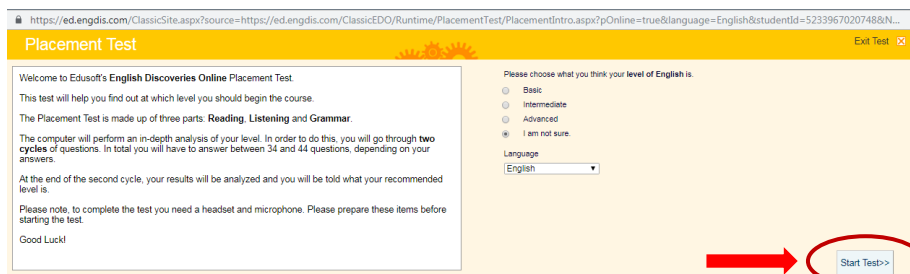 https://ed.engdis.com/ClassicSite.aspx?source=https://ed.engdis.com/ClassicEDO/Runtime/PlacementTest/PlacementIntro.aspx?pOnline=true&language=English&studentId=5233967020748&N...
Placement Test
Exit Test
Welcome to Edusoft's English Discoveries Online Placement Test.
This test will help you find out at which level you should begin the course.
The Placement Test is made up of three parts: Reading, Listening and Grammar.
The computer will perform an in-depth analysis of your level. In order to do this, you will go through two
cycles of questions. In total you will have to answer between 34 and 44 questions, depending on your
answers.
At the end of the second cycle, your results will be analyzed and you will be told what your recommended
level is.
Please note, to complete the test you need a headset and microphone. Please prepare these items before
starting the test.
Good Luck!
Please choose what you think your level of English is.
Basic
Intermediate
Advanced
I am not sure.
Language
English
Start Test>>